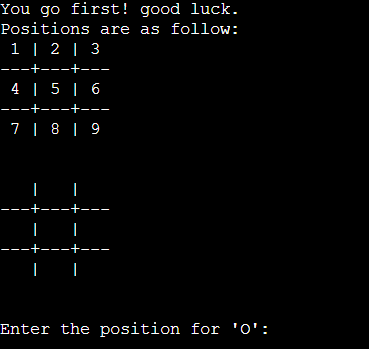 You go first! good luck.
Positions are as follow:
 1 | 2 | 3
---+---+---
 4 | 5 | 6
---+---+---
 7 | 8 | 9
   |   |
---+---+---
   |   |
---+---+---
   |   |
Enter the position for 'O':